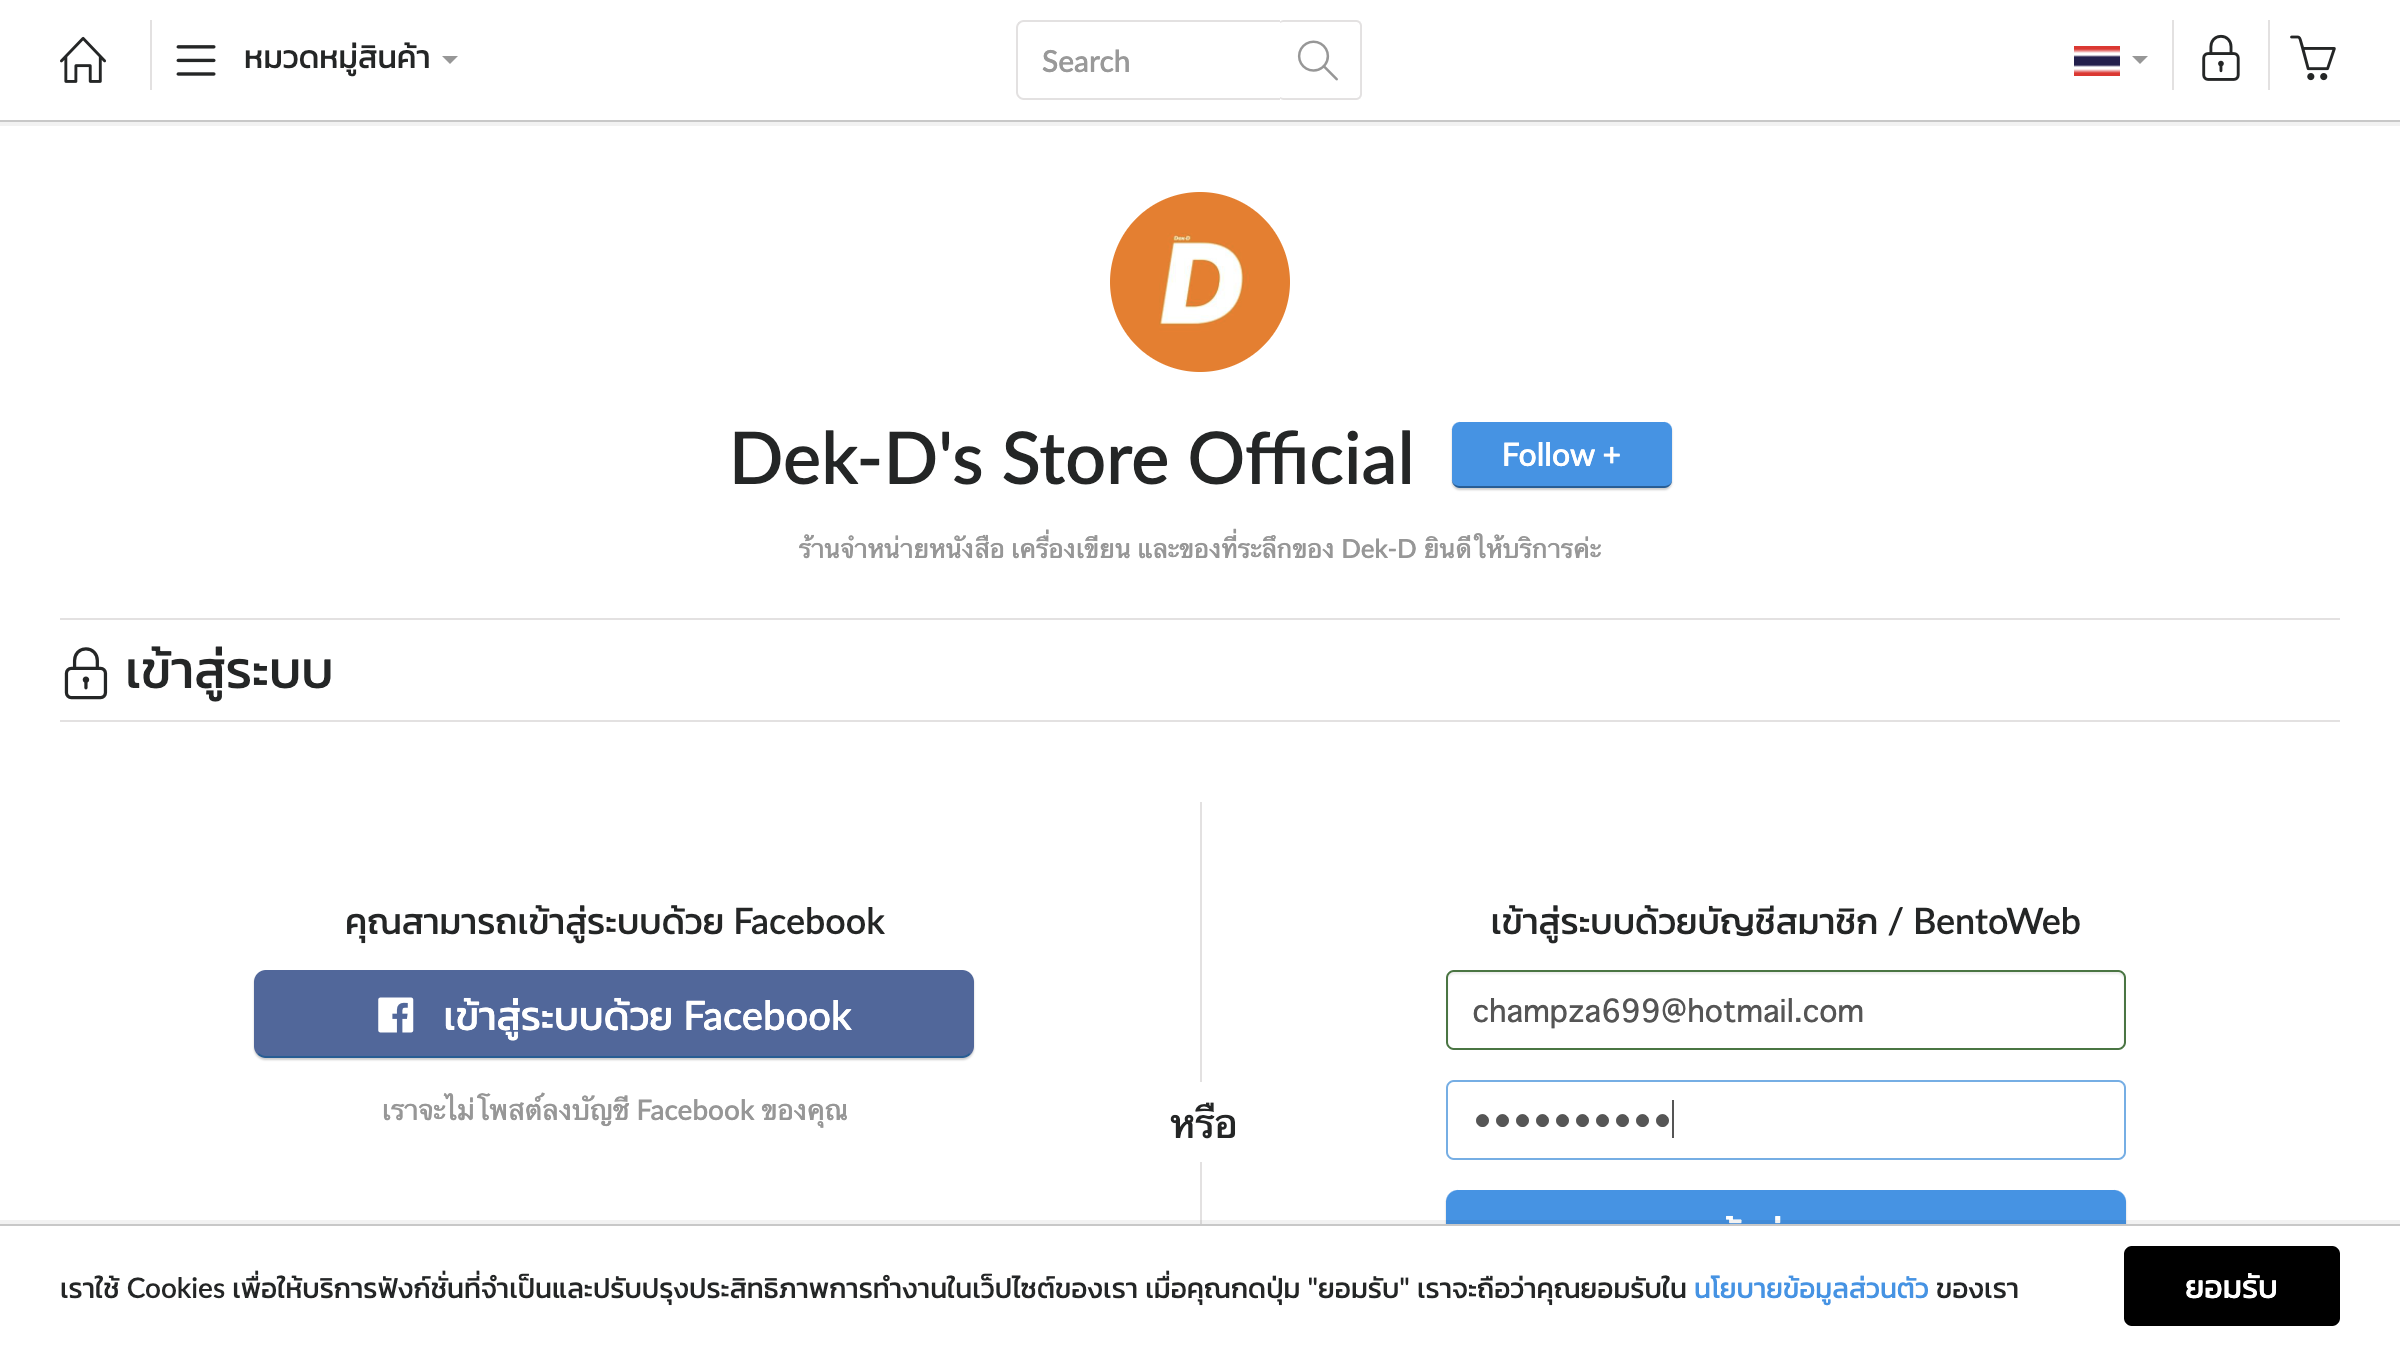 หมวดหมู่สินค้า
Search
Dek-D
D
Dek-D's Store Official
Follow +
ร้านจำหน่ายหนังสือ เครื่องเขียน และของที่ระลึกของ Dek-D ยินดีให้บริการค่ะ
เข้าสู่ระบบ
คุณสามารถเข้าสู่ระบบด้วย Facebook
เข้าสู่ระบบด้วย Facebook
เราจะไม่โพสต์ลงบัญชี Facebook ของคุณ
หรือ
เข้าสู่ระบบด้วยบัญชีสมาชิก / BentoWeb
champza699@hotmail.com
••••••••••
เราใช้ Cookies เพื่อให้บริการฟังก์ชั่นที่จำเป็นและปรับปรุงประสิทธิภาพการทำงานในเว็ปไซต์ของเรา เมื่อคุณกดปุ่ม "ยอมรับ" เราจะถือว่าคุณยอมรับใน นโยบายข้อมูลส่วนตัว ของเรา
ยอมรับ